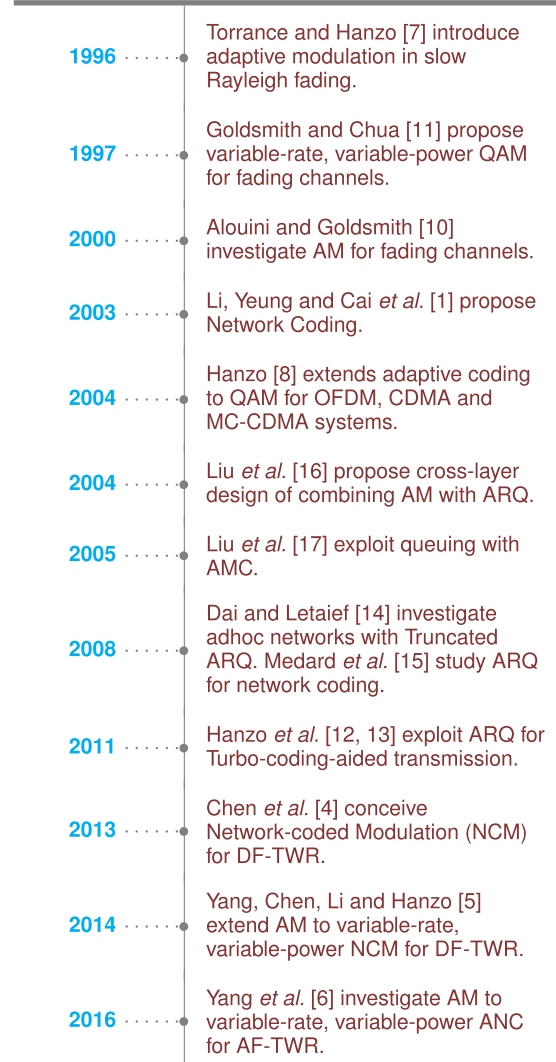 Torrance and Hanzo [7] introduce
1996 adaptive modulation in slow
Rayleigh fading.
Goldsmith and Chua [11] propose
1997 variable-rate, variable-power QAM
for fading channels.
2000 Alouini and Goldsmith [10]
investigate AM for fading channels.
2003 Li, Yeung and Cai et al. [1] propose
Network Coding.
Hanzo [8] extends adaptive coding
2004 to QAM for OFDM, CDMA and
MC-CDMA systems.
2004 Liu et al. [16] propose cross-layer
design of combining AM with ARQ.
2005 Liu et al. [17] exploit queuing with
AMC.
Dai and Letaief [14] investigate
adhoc networks with Truncated
2008 ARQ. Medard et al. [15] study ARQ
for network coding.
2011 Hanzo et al. [12, 13] exploit ARQ for
Turbo-coding-aided transmission.
Chen et al. [4] conceive
2013 Network-coded Modulation (NCM)
for DF-TWR.
Yang, Chen, Li and Hanzo [5]
2014 extend AM to variable-rate,
variable-power NCM for DF-TWR.
Yang et al. [6] investigate AM to
2016 variable-rate, variable-power ANC
for AF-TWR.